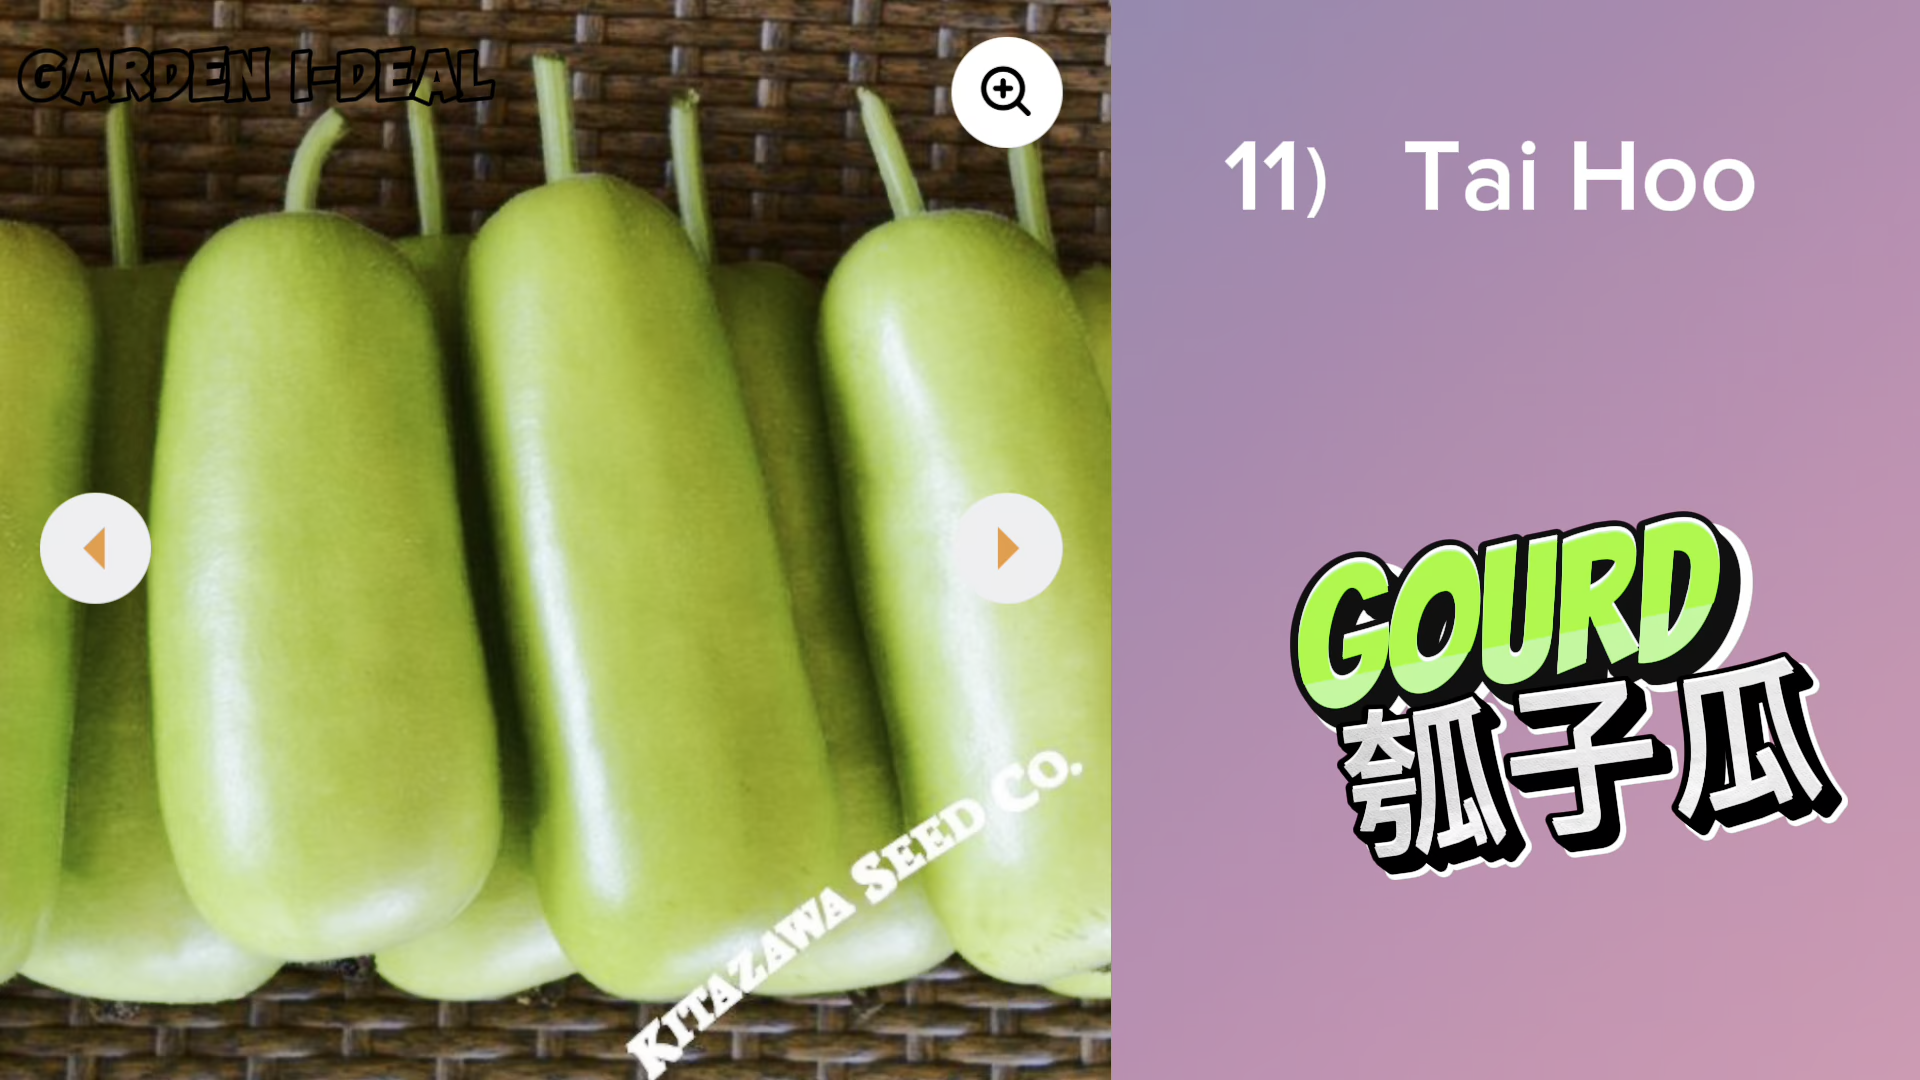 GARDEN I-DEAL
11) Tai Hoo
GOURD
瓠子瓜
KITAZAWA SEED CO.